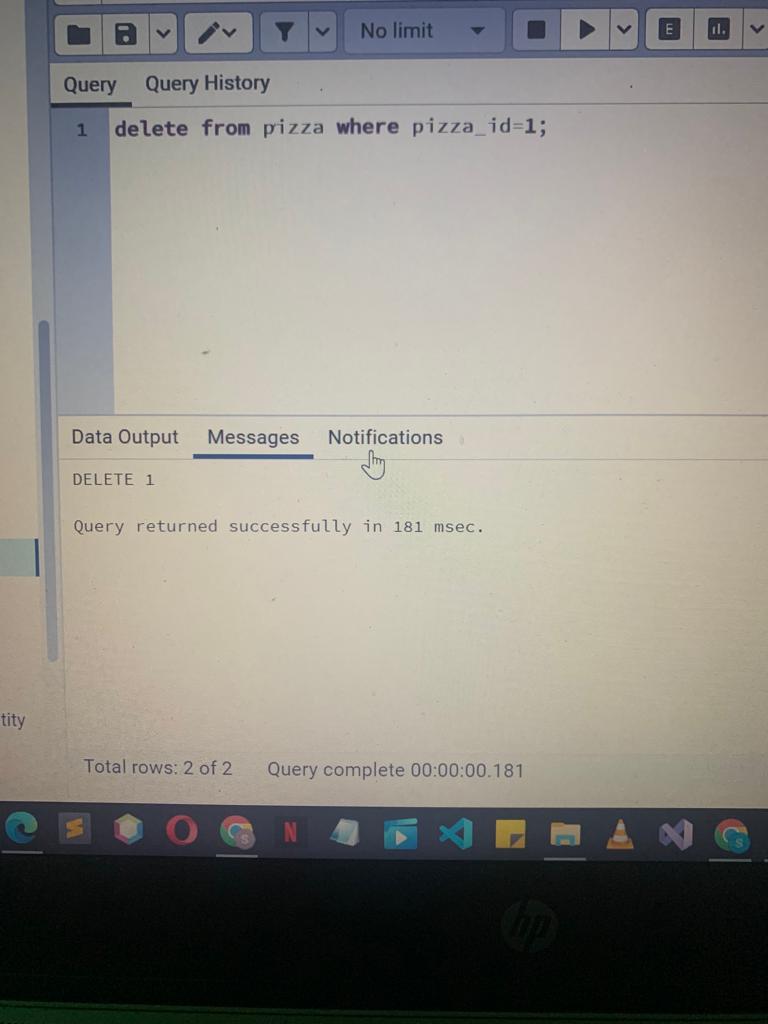 No limit
E
Query Query History
1 delete from pizza where pizza_id=1;
Data Output Messages Notifications
DELETE 1
Query returned successfully in 181 msec.
tity
Total rows: 2 of 2 Query complete 00:00:00.181
S N S
hp